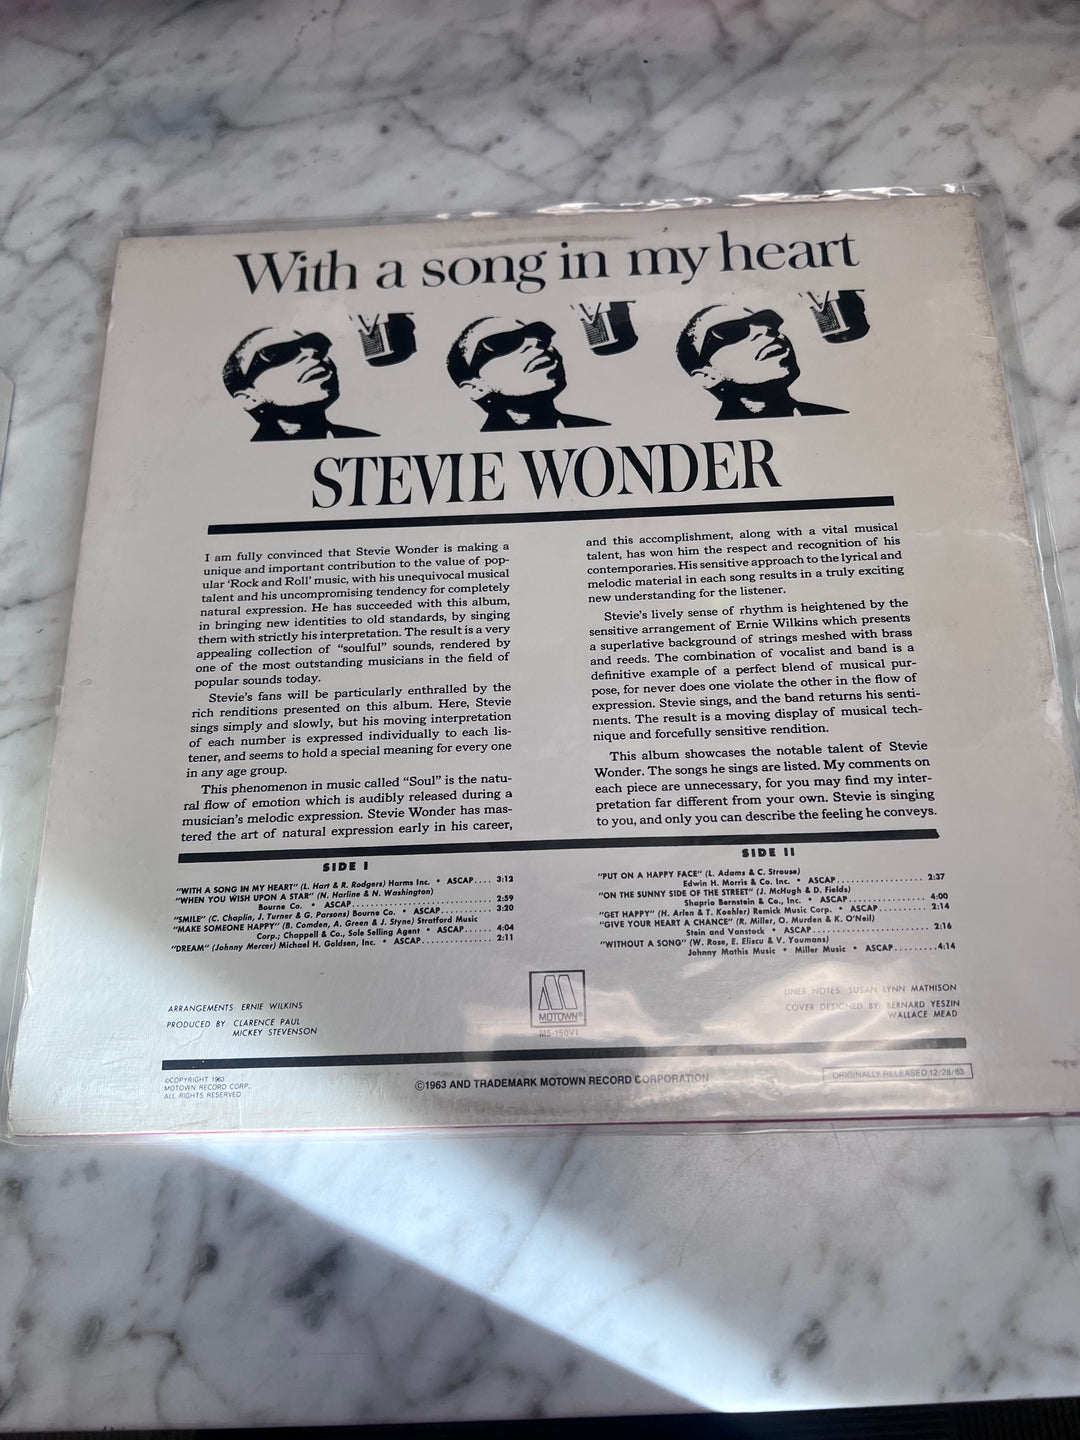 With a song in my heart
STEVIE WONDER
I am fully convinced that Stevie Wonder is making a
unique and important contribution to the value of pop-
ular ‘Rock and Roll’ music, with his unequivocal musical
talent and his uncompromising tendency for completely
natural expression. He has succeeded with this album,
in bringing new identities to old standards, by singing
them with strictly his interpretation. The result is a very
appealing collection of “soulful” sounds, rendered by
one of the most outstanding musicians in the field of
popular sounds today.
Stevie's fans will be particularly enthralled by the
rich renditions presented on this album. Here, Stevie
sings simply and slowly, but his moving interpretation
of each number is expressed individually to each lis-
tener, and seems to hold a special meaning for every one
in any age group.
This phenomenon in music called “Soul” is the natu-
ral flow of emotion which is audibly released during a
musician's melodic expression. Stevie Wonder has mas-
tered the art of natural expression early in his career,
and this accomplishment, along with a vital musical
talent, has won him the respect and recognition of his
contemporaries. His sensitive approach to the lyrical and
melodic material in each song results in a truly exciting
new understanding for the listener.
Stevie's lively sense of rhythm is heightened by the
sensitive arrangement of Ernie Wilkins which presents
a superlative background of strings meshed with brass
and reeds. The combination of vocalist and band is a
definitive example of a perfect blend of musical pur-
pose, for never does one violate the other in the flow of
expression. Stevie sings, and the band returns his senti-
ments. The result is a moving display of musical tech-
nique and forcefully sensitive rendition.
This album showcases the notable talent of Stevie
Wonder. The songs he sings are listed. My comments on
each piece are unnecessary, for you may find my inter-
pretation far different from your own. Stevie is singing
to you, and only you can describe the feeling he conveys.
SIDE I
“WITH A SONG IN MY HEART” (L. Hart & R. Rodgers) Harms Inc. • ASCAP.... 3:12
“WHEN YOU WISH UPON A STAR” (N. Harline & N. Washington)
Bourne Co. • ASCAP............................ 2:59
“SMILE” (C. Chaplin, J. Turner & G. Parsons) Bourne Co. • ASCAP........... 3:20
“MAKE SOMEONE HAPPY” (B. Comden, A. Green & J. Styne) Stratford Music
Corp.; Chappell & Co., Sole Selling Agent • ASCAP...... 4:04
“DREAM” (Johnny Mercer) Michael H. Goldsen, Inc. • ASCAP.............. 2:11
SIDE II
“PUT ON A HAPPY FACE” (L. Adams & C. Strouse)
Edwin H. Morris & Co. Inc. • ASCAP.................. 2:37
“ON THE SUNNY SIDE OF THE STREET” (J. McHugh & D. Fields)
Shaprio Bernstein & Co., Inc. • ASCAP............ 4:00
“GET HAPPY” (H. Arlen & T. Koehler) Remick Music Corp. • ASCAP.......... 2:14
“GIVE YOUR HEART A CHANCE” (R. Miller, O. Murden & K. O'Neil)
Stein and Vanstock • ASCAP...................... 2:16
“WITHOUT A SONG” (W. Rose, E. Eliscu & V. Youmans)
Johnny Mathis Music • Miller Music • ASCAP.........4:14
ARRANGEMENTS: ERNIE WILKINS
PRODUCED BY: CLARENCE PAUL
MICKEY STEVENSON
MOTOWN®
M5-150V1
LINER NOTES: SUSAN LYNN MATHISON
COVER DESIGNED BY: BERNARD YESZIN
WALLACE MEAD
©COPYRIGHT 1963
MOTOWN RECORD CORP.
ALL RIGHTS RESERVED
©1963 AND TRADEMARK MOTOWN RECORD CORPORATION
ORIGINALLY RELEASED 12/28/63